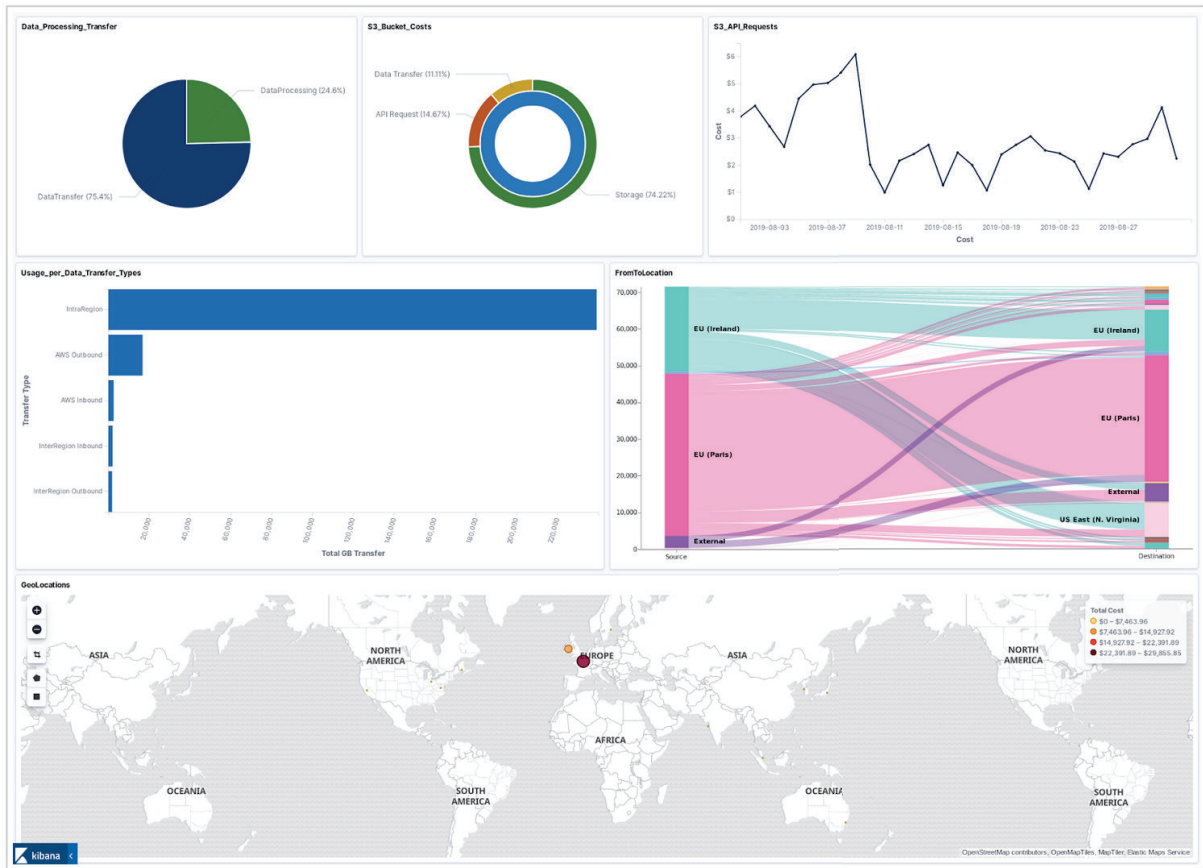 Data_Processing_Transfer
DataProcessing (24.6%)
DataTransfer (75.4%)
S3_Bucket_Costs
Data Transfer (11.11%)
API Request (14.67%)
Storage (74.22%)
S3_API_Requests
$6
$5
$4
$3
$2
$1
$0
Cost
2019-08-03
2019-08-07
2019-08-11
2019-08-15
2019-08-19
2019-08-23
2019-08-27
Cost
Usage_per_Data_Transfer_Types
Transfer Type
IntraRegion
AWS Outbound
AWS Inbound
InterRegion Inbound
InterRegion Outbound
20,000
40,000
60,000
80,000
100,000
120,000
140,000
160,000
180,000
200,000
220,000
Total GB Transfer
FromToLocation
70,000
60,000
50,000
40,000
30,000
20,000
10,000
0
EU (Ireland)
EU (Paris)
External
EU (Ireland)
EU (Paris)
External
US East (N. Virginia)
Source
Destination
GeoLocations
Total Cost
$0 – $7,463.96
$7,463.96 – $14,927.92
$14,927.92 – $22,391.89
$22,391.89 – $29,855.85
ASIA
NORTH
AMERICA
EUROPE
ASIA
NORTH
AMERICA
AFRICA
OCEANIA
SOUTH
AMERICA
OCEANIA
SOUTH
AMERICA
kibana
OpenStreetMap contributors, OpenMapTiles, MapTiler, Elastic Maps Service